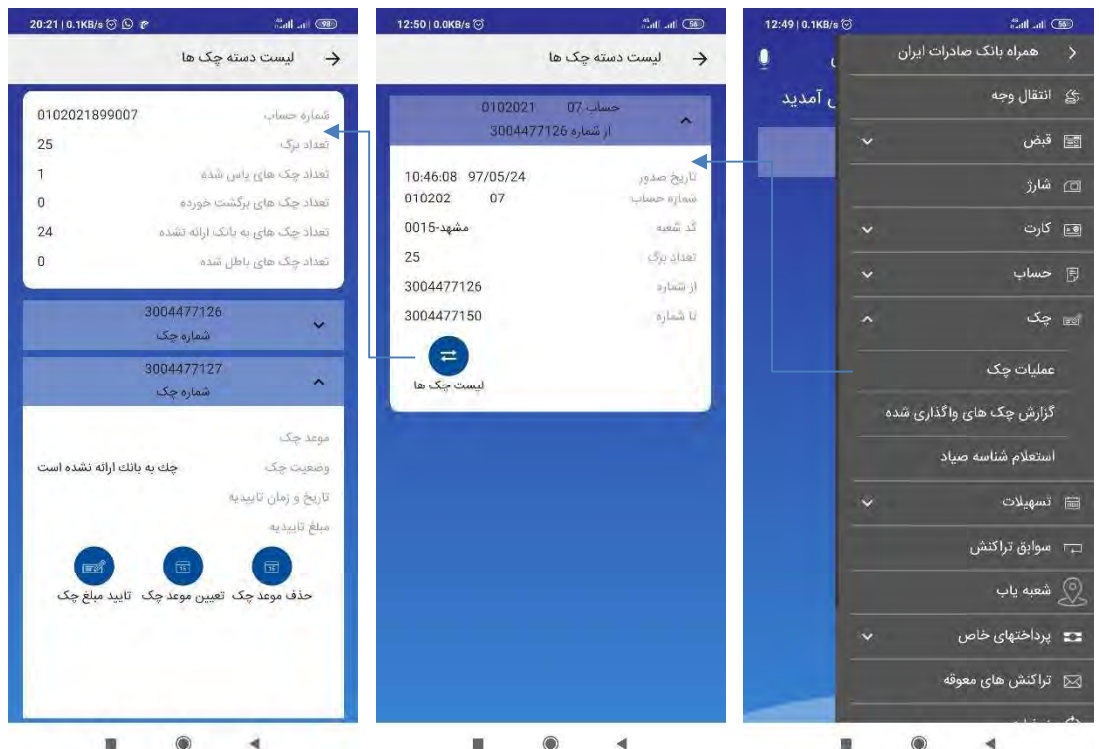 12:49 | 0.1KB/s
56
همراه بانک صادرات ایران
ی آمدید
انتقال وجه
قبض
شارژ
کارت
حساب
چک
عملیات چک
گزارش چک های واگذاری شده
استعلام شناسه صیاد
تسهیلات
سوابق تراکنش
شعبه یاب
پرداختهای خاص
تراکنش های معوقه
12:50 | 0.0KB/s
56
لیست دسته چک ها
حساب 07 0102021
از شماره 3004477126
تاریخ صدور 97/05/24 10:46:08
شماره حساب 07 010202
کد شعبه مشهد-0015
تعداد برگ 25
از شماره 3004477126
تا شماره 3004477150
لیست چک ها
20:21 | 0.1KB/s
98
لیست دسته چک ها
شماره حساب 0102021899007
تعداد برگ 25
تعداد چک های پاس شده 1
تعداد چک های برگشت خورده 0
تعداد چک های به بانک ارائه نشده 24
تعداد چک های باطل شده 0
3004477126
شماره چک
3004477127
شماره چک
موعد چک
وضعیت چک چك به بانك ارائه نشده است
تاریخ و زمان تاییدیه
مبلغ تاییدیه
حذف موعد چک تعیین موعد چک تایید مبلغ چک